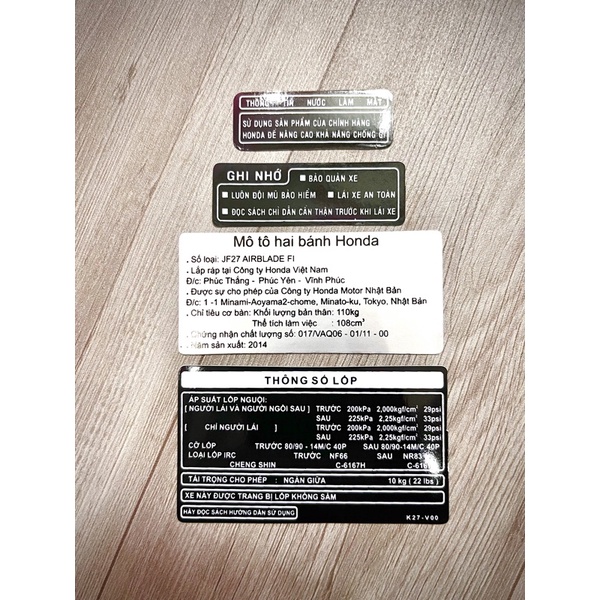 THÔNG TIN NƯỚC LÀM MÁT
SỬ DỤNG SẢN PHẨM CỦA CHÍNH HÃNG
HONDA ĐỂ NÂNG CAO KHẢ NĂNG CHỐNG GỈ
GHI NHỚ
BẢO QUẢN XE
LUÔN ĐỘI MŨ BẢO HIỂM
LÁI XE AN TOÀN
ĐỌC SÁCH CHỈ DẪN CẨN THẬN TRƯỚC KHI LÁI XE
Mô tô hai bánh Honda
. Số loại: JF27 AIRBLADE FI
. Lắp ráp tại Công ty Honda Việt Nam
Đ/c: Phúc Thắng - Phúc Yên - Vĩnh Phúc
. Được sự cho phép của Công ty Honda Motor Nhật Bản
Đ/c: 1 -1 Minami-Aoyama2-chome, Minato-ku, Tokyo, Nhật Bản
. Chỉ tiêu cơ bản: Khối lượng bản thân: 110kg
Thể tích làm việc : 108cm³
. Chứng nhận chất lượng số: 017/VAQ06 - 01/11 - 00
. Năm sản xuất: 2014
THÔNG SỐ LỐP
ÁP SUẤT LỐP NGUỘI:
[ NGƯỜI LÁI VÀ NGƯỜI NGỒI SAU ] TRƯỚC 200kPa 2,000kgf/cm² 29psi
SAU 225kPa 2,25kgf/cm² 33psi
[ CHỈ NGƯỜI LÁI ] TRƯỚC 200kPa 2,000kgf/cm² 29psi
SAU 225kPa 2,25kgf/cm² 33psi
CỠ LỐP TRƯỚC 80/90 - 14M/C 40P SAU 80/90-14M/C 40P
LOẠI LỐP IRC TRƯỚC NF66 SAU
CHENG SHIN C-6167H
TẢI TRỌNG CHO PHÉP : NGĂN GIỮA 10 kg ( 22 lbs )
XE NÀY ĐƯỢC TRANG BỊ LỐP KHÔNG SĂM
HÃY ĐỌC SÁCH HƯỚNG DẪN SỬ DỤNG
K27-V00